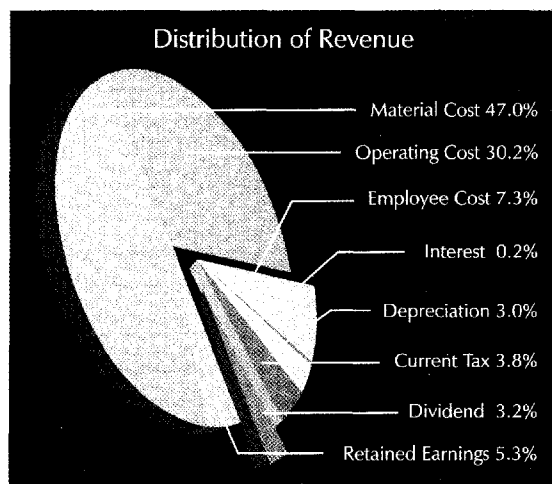 Distribution of Revenue
Material Cost 47.0%
Operating Cost 30.2%
Employee Cost 7.3%
Interest 0.2%
Depreciation 3.0%
Current Tax 3.8%
Dividend 3.2%
Retained Earnings 5.3%